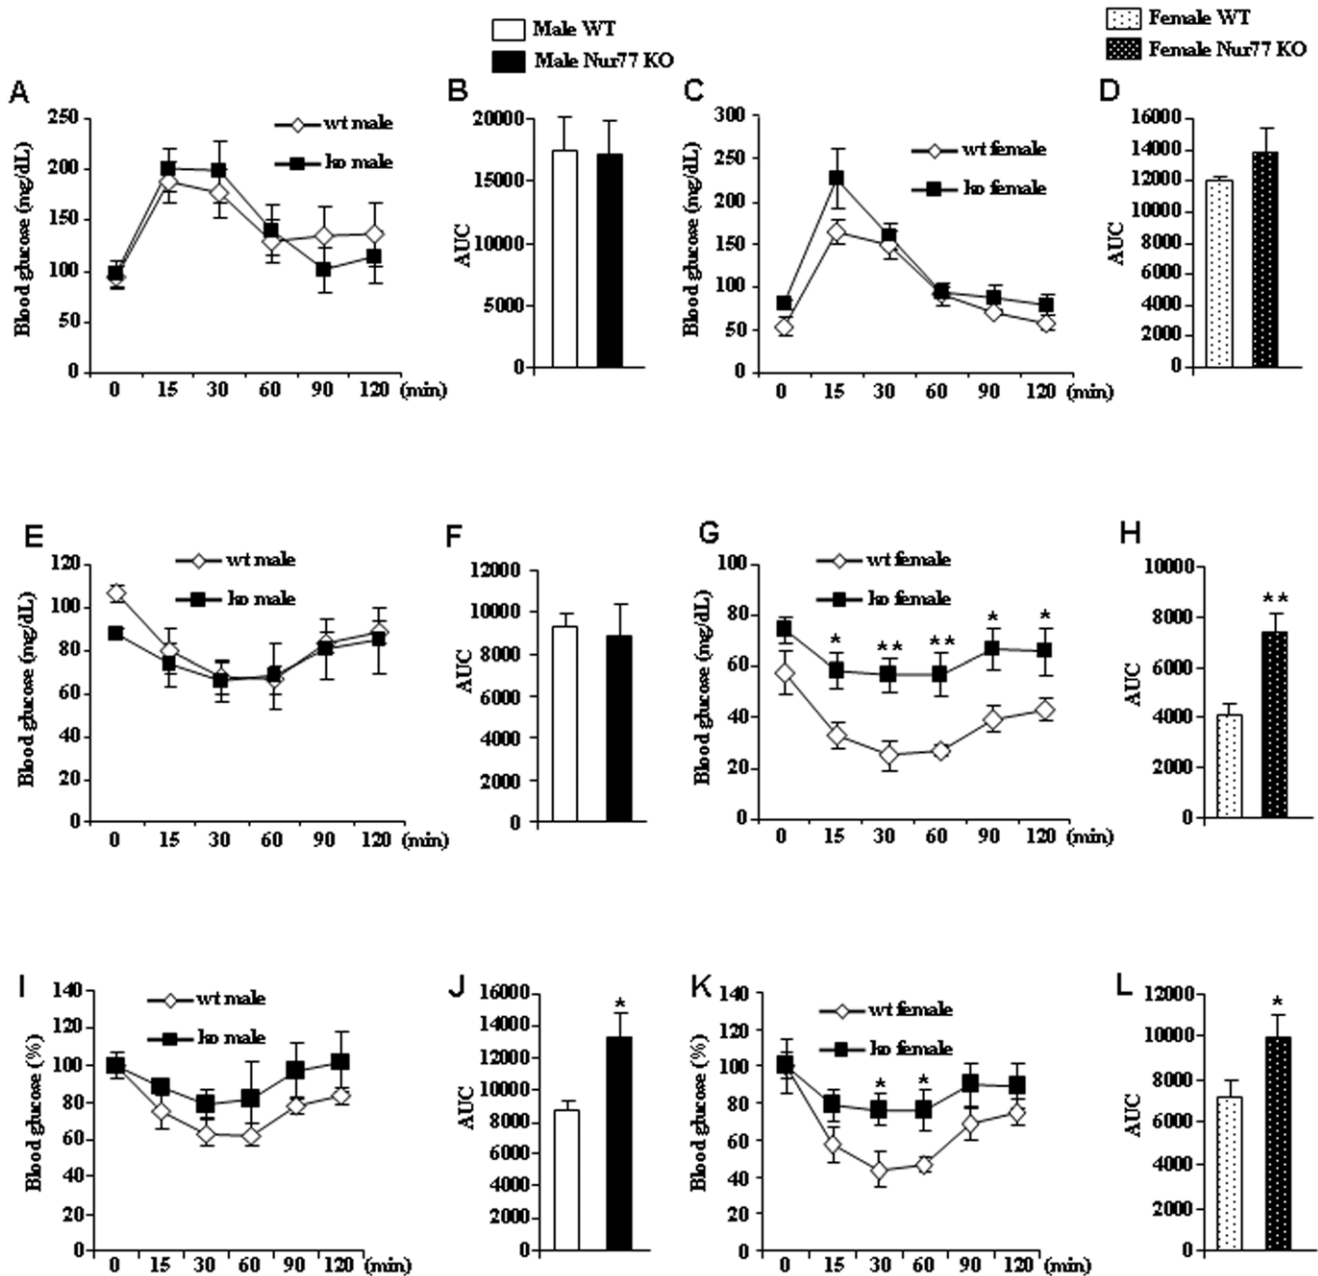 Male WT
Male Nur77 KO
Female WT
Female Nur77 KO
A
Blood glucose (mg/dL)
250
200
150
100
50
0
wt male
ko male
0 15 30 60 90 120 (min)
B
AUC
20000
15000
10000
5000
0
C
Blood glucose (mg/dL)
300
250
200
150
100
50
0
wt female
ko female
0 15 30 60 90 120 (min)
D
AUC
16000
14000
12000
10000
8000
6000
4000
2000
0
E
Blood glucose (mg/dL)
120
100
80
60
40
20
0
wt male
ko male
0 15 30 60 90 120 (min)
F
AUC
12000
10000
8000
6000
4000
2000
0
G
Blood glucose (mg/dL)
100
80
60
40
20
0
wt female
ko female
* ** ** * *
0 15 30 60 90 120 (min)
H
AUC
10000
8000
6000
4000
2000
0
**
I
Blood glucose (%)
140
120
100
80
60
40
20
0
wt male
ko male
0 15 30 60 90 120 (min)
J
AUC
16000
14000
12000
10000
8000
6000
4000
2000
0
*
K
Blood glucose (%)
140
120
100
80
60
40
20
0
wt female
ko female
* *
0 15 30 60 90 120 (min)
L
AUC
12000
10000
8000
6000
4000
2000
0
*